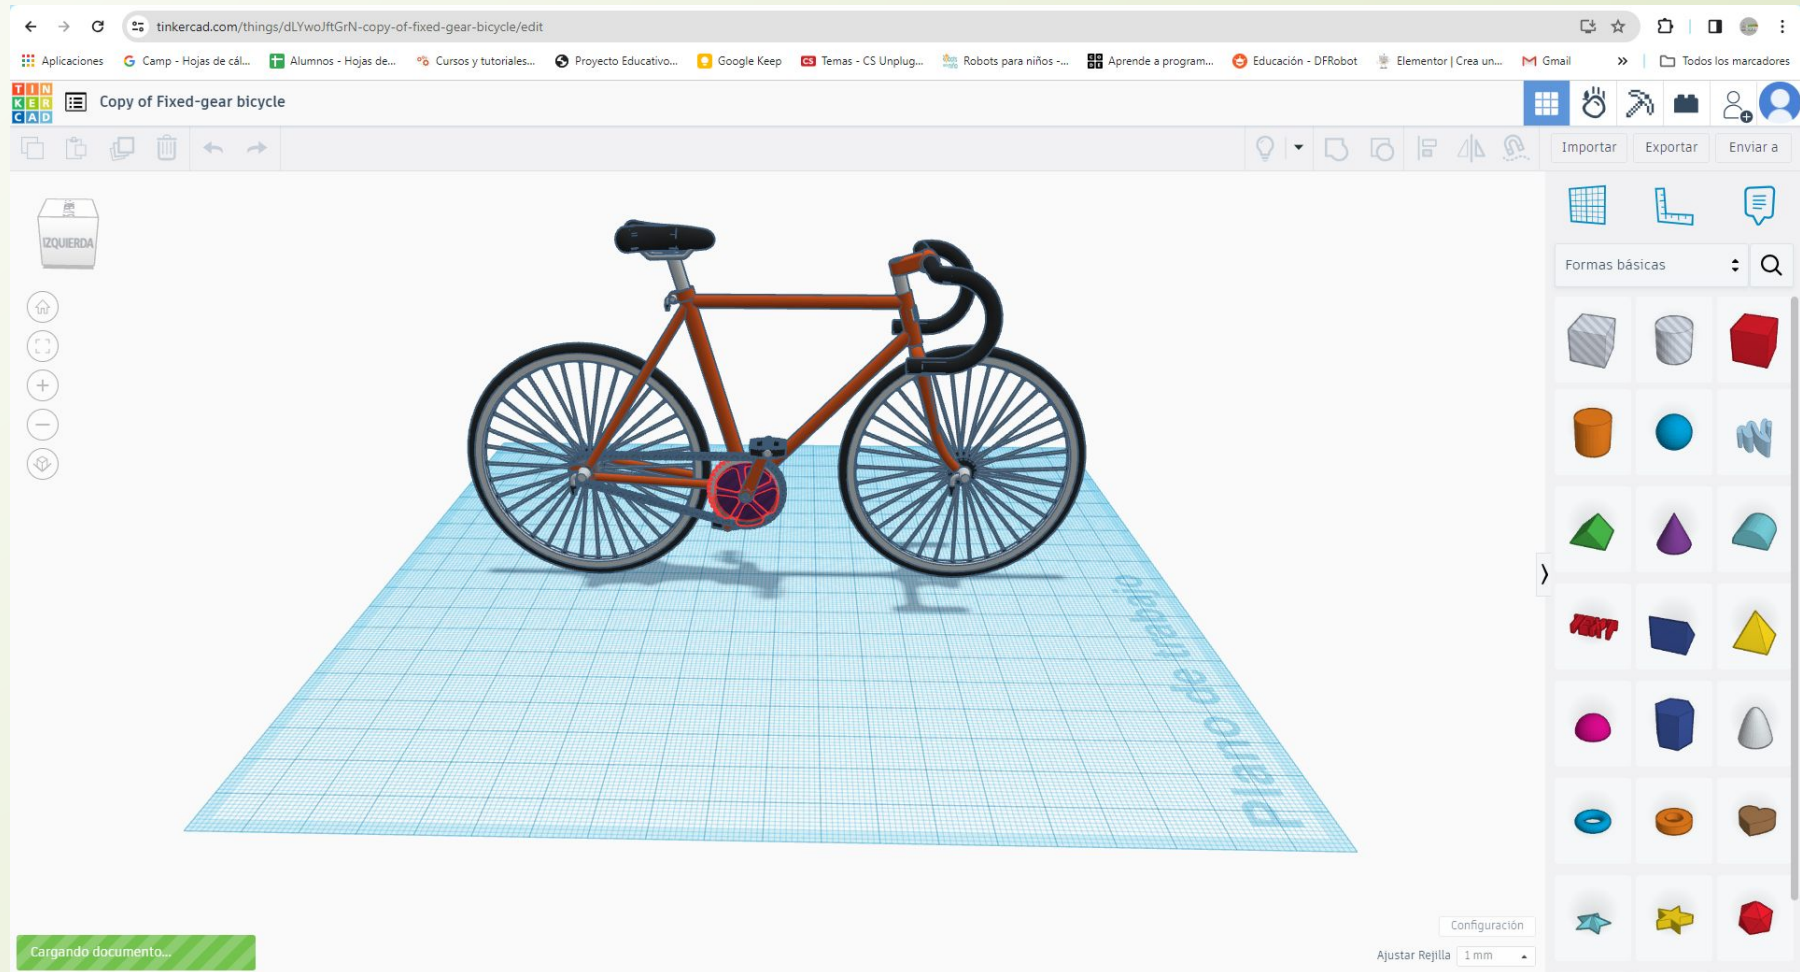 tinkercad.com/things/dLYwoJftGrN-copy-of-fixed-gear-bicycle/edit
Aplicaciones Camp - Hojas de cál... Alumnos - Hojas de... Cursos y tutoriales... Proyecto Educativo... Google Keep CS Temas - CS Unplug... Robots para niños -... Aprende a program... Educación - DFRobot Elementor | Crea un... Gmail » Todos los marcadores
TIN
KER
CAD
Copy of Fixed-gear bicycle
Importar Exportar Enviar a
IZQUIERDA
Formas básicas
TEXT
Plano de trabajo
Configuración
Cargando documento...
Ajustar Rejilla 1 mm